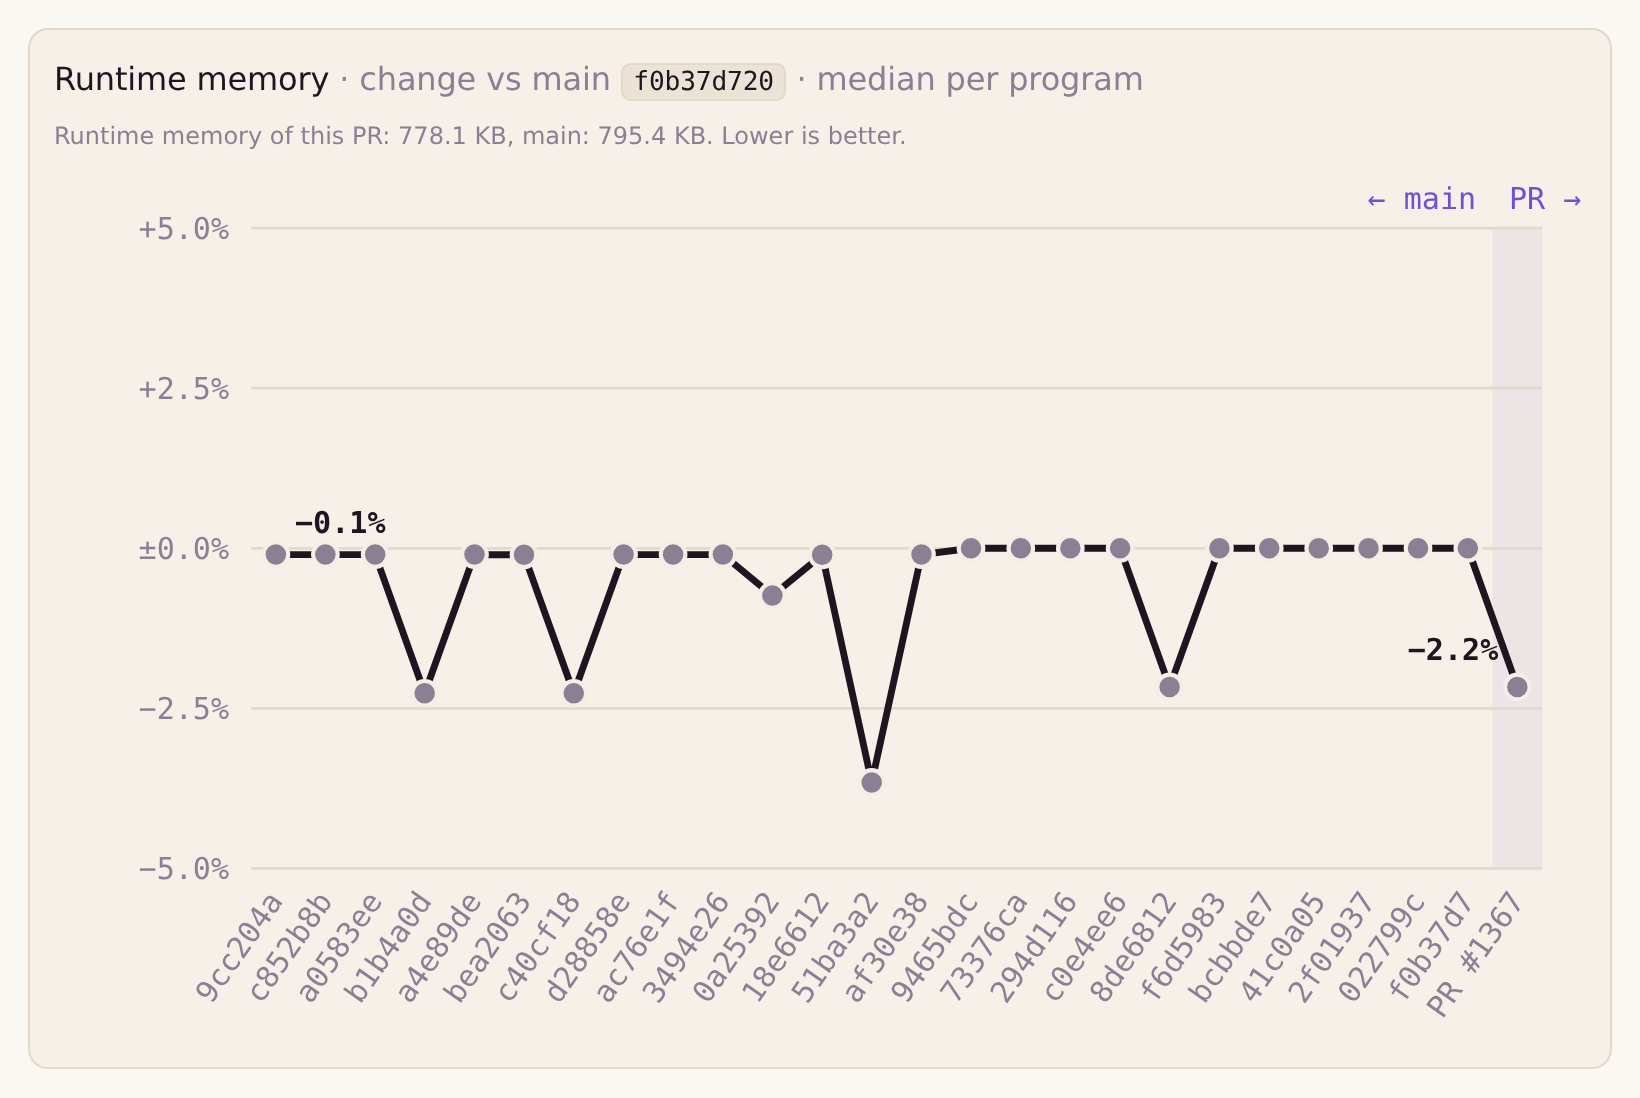 Runtime memory · change vs main f0b37d720 · median per program
Runtime memory of this PR: 778.1 KB, main: 795.4 KB. Lower is better.
← main PR →
+5.0%
+2.5%
±0.0%
−2.5%
−5.0%
−0.1%
−2.2%
9cc204a
c852b8b
a0583ee
b1b4a0d
a4e89de
bea2063
c40cf18
d28858e
ac76e1f
3494e26
0a25392
18e6612
51ba3a2
af30e38
9465bdc
73376ca
294d116
c0e4ee6
8de6812
f6d5983
bcbbde7
41c0a05
2f01937
022799c
f0b37d7
PR #1367